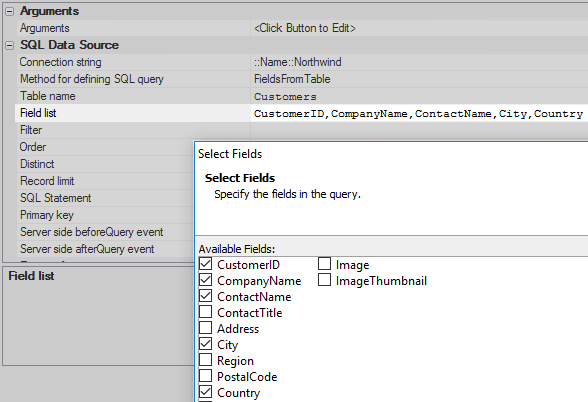 Arguments
Arguments <Click Button to Edit>
SQL Data Source
Connection string ::Name::Northwind
Method for defining SQL query FieldsFromTable
Table name Customers
Field list CustomerID,CompanyName,ContactName,City,Country
Filter
Order
Distinct
Record limit
SQL Statement
Primary key
Server side beforeQuery event
Server side afterQuery event
Field list
Select Fields
Select Fields
Specify the fields in the query.
Available Fields:
CustomerID Image
CompanyName ImageThumbnail
ContactName
ContactTitle
Address
City
Region
PostalCode
Country